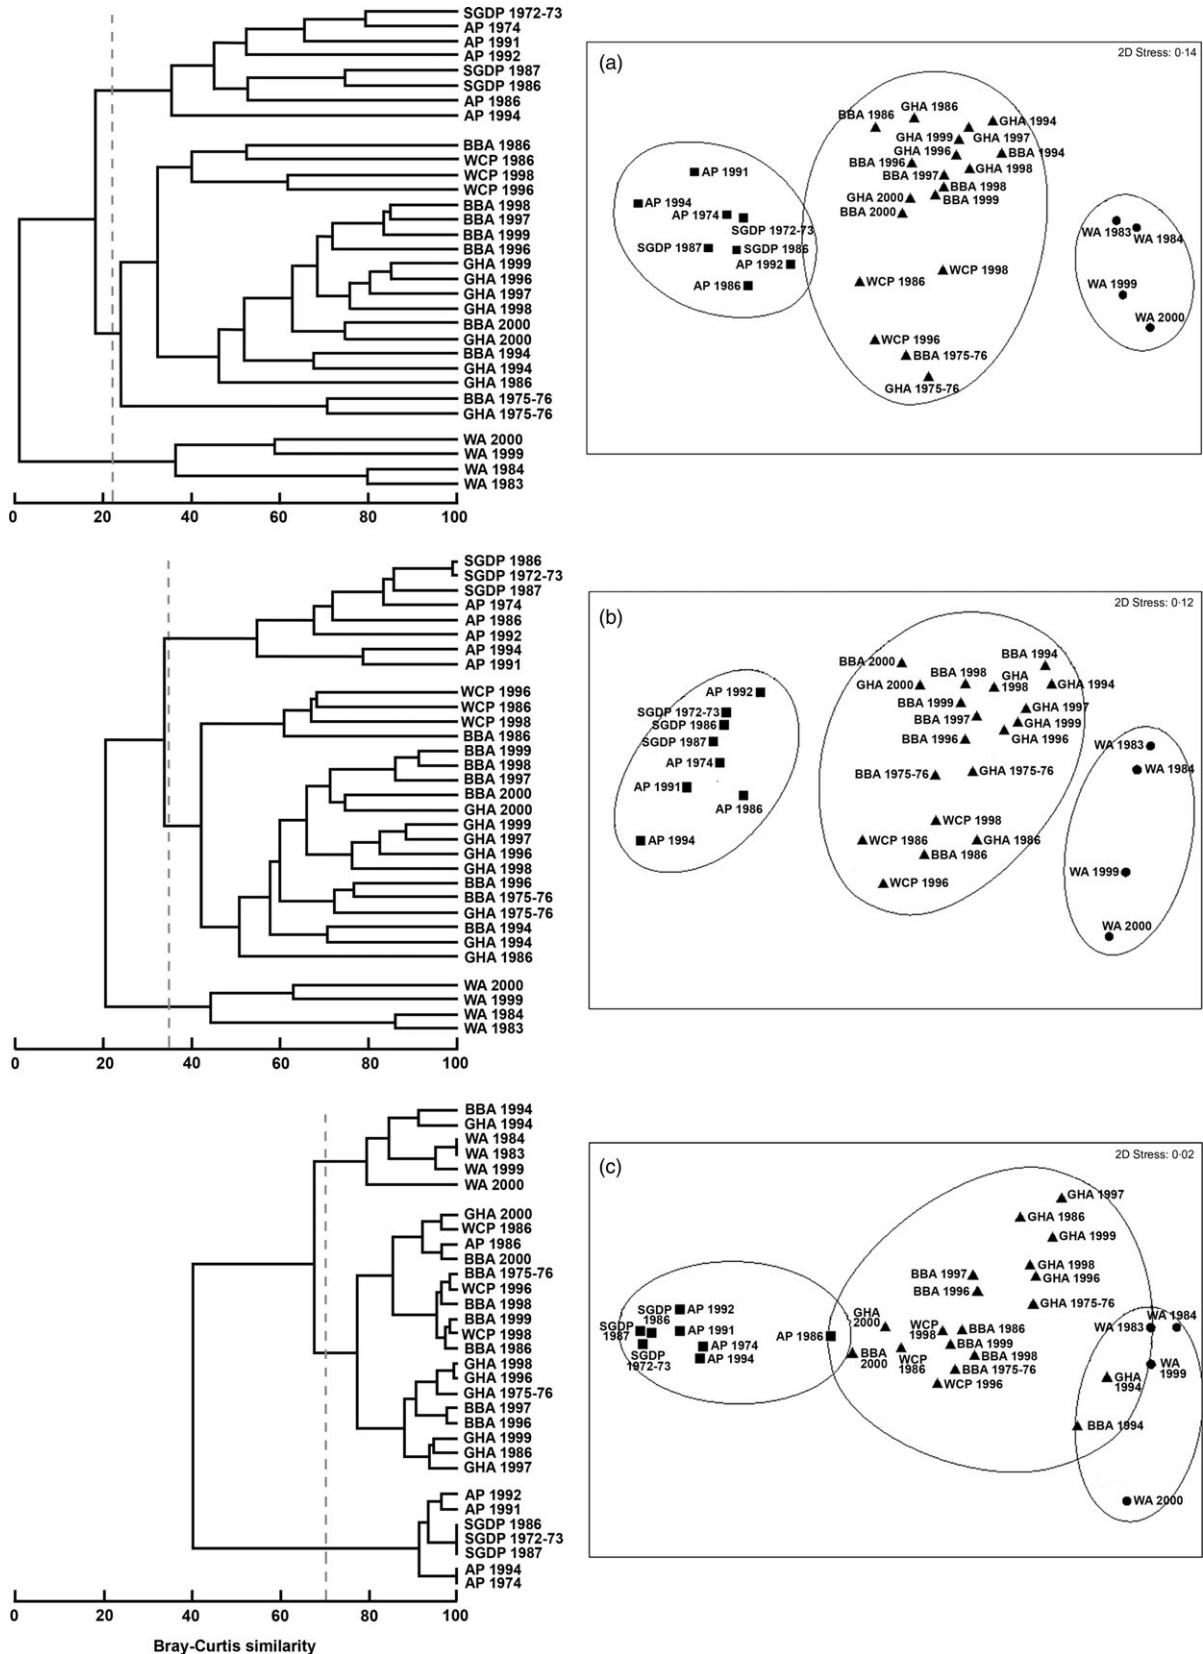 SGDP 1972-73
AP 1974
AP 1991
AP 1992
SGDP 1987
SGDP 1986
AP 1986
AP 1994
BBA 1986
WCP 1986
WCP 1998
WCP 1996
BBA 1998
BBA 1997
BBA 1999
BBA 1996
GHA 1999
GHA 1996
GHA 1997
GHA 1998
BBA 2000
GHA 2000
BBA 1994
GHA 1994
GHA 1986
BBA 1975-76
GHA 1975-76
WA 2000
WA 1999
WA 1984
WA 1983
0 20 40 60 80 100
(a)
2D Stress: 0·14
GHA 1986
BBA 1986
GHA 1994
GHA 1999
GHA 1997
GHA 1996
BBA 1994
BBA 1996
GHA 1998
BBA 1997
BBA 1998
GHA 2000
BBA 1999
BBA 2000
AP 1991
AP 1994
AP 1974
SGDP 1972-73
SGDP 1987
SGDP 1986
AP 1992
AP 1986
WCP 1998
WCP 1986
WCP 1996
BBA 1975-76
GHA 1975-76
WA 1983
WA 1984
WA 1999
WA 2000
SGDP 1986
SGDP 1972-73
SGDP 1987
AP 1974
AP 1986
AP 1992
AP 1994
AP 1991
WCP 1996
WCP 1986
WCP 1998
BBA 1986
BBA 1999
BBA 1998
BBA 1997
BBA 2000
GHA 2000
GHA 1999
GHA 1997
GHA 1996
GHA 1998
BBA 1996
BBA 1975-76
GHA 1975-76
BBA 1994
GHA 1994
GHA 1986
WA 2000
WA 1999
WA 1984
WA 1983
0 20 40 60 80 100
(b)
2D Stress: 0·12
BBA 2000
BBA 1994
BBA 1998
GHA
1998
GHA 2000
GHA 1994
BBA 1999
GHA 1997
BBA 1997
GHA 1999
BBA 1996
GHA 1996
AP 1992
SGDP 1972-73
SGDP 1986
SGDP 1987
AP 1974
AP 1991
AP 1986
AP 1994
BBA 1975-76
GHA 1975-76
WCP 1998
WCP 1986
GHA 1986
BBA 1986
WCP 1996
WA 1983
WA 1984
WA 1999
WA 2000
BBA 1994
GHA 1994
WA 1984
WA 1983
WA 1999
WA 2000
GHA 2000
WCP 1986
AP 1986
BBA 2000
BBA 1975-76
WCP 1996
BBA 1998
BBA 1999
WCP 1998
BBA 1986
GHA 1998
GHA 1996
GHA 1975-76
BBA 1997
BBA 1996
GHA 1999
GHA 1986
GHA 1997
AP 1992
AP 1991
SGDP 1986
SGDP 1972-73
SGDP 1987
AP 1994
AP 1974
0 20 40 60 80 100
Bray-Curtis similarity
(c)
2D Stress: 0·02
GHA 1997
GHA 1986
GHA 1999
GHA 1998
GHA 1996
BBA 1997
BBA 1996
GHA 1975-76
SGDP
1986
AP 1992
SGDP
1987
AP 1991
AP 1974
SGDP
1972-73
AP 1994
AP 1986
GHA
2000
BBA
2000
WCP
1998
WCP
1986
BBA 1986
BBA 1999
BBA 1998
BBA 1975-76
WCP 1996
WA 1984
WA 1983
WA
1999
GHA
1994
BBA 1994
WA 2000